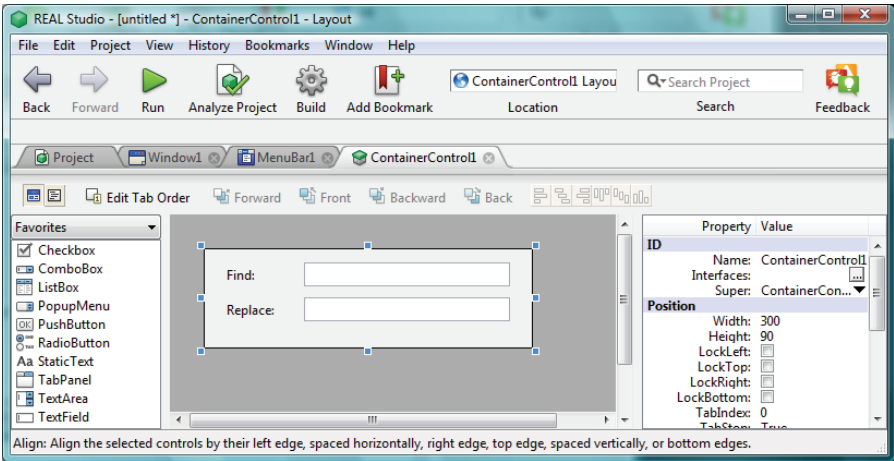 REAL Studio - [untitled *] - ContainerControl1 - Layout
File Edit Project View History Bookmarks Window Help
ContainerControl1 Layou
Search Project
Back Forward Run Analyze Project Build Add Bookmark Location Search Feedback
Project Window1 MenuBar1 ContainerControl1
Edit Tab Order Forward Front Backward Back
Favorites
Checkbox
ComboBox
ListBox
PopupMenu
OK PushButton
RadioButton
Aa StaticText
TabPanel
TextArea
TextField
Find:
Replace:
Property Value
ID
Name: ContainerControl1
Interfaces: ...
Super: ContainerCon...
Position
Width: 300
Height: 90
LockLeft:
LockTop:
LockRight:
LockBottom:
TabIndex: 0
TabStop: True
Align: Align the selected controls by their left edge, spaced horizontally, right edge, top edge, spaced vertically, or bottom edges.